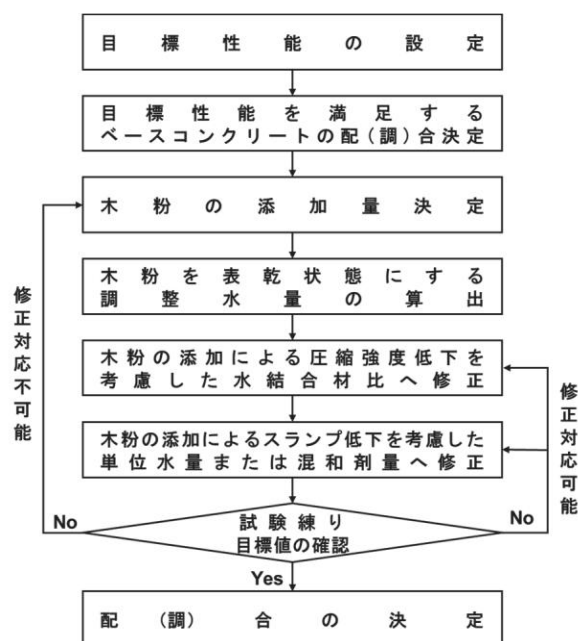 目標性能の設定
目標性能を満足する
ベースコンクリートの配(調)合決定
木粉の添加量決定
木粉を表乾状態にする
調整水量の算出
木粉の添加による圧縮強度低下を
考慮した水結合材比へ修正
木粉の添加によるスランプ低下を考慮した
単位水量または混和剤量へ修正
試験練り
目標値の確認
No
No
Yes
配(調)合の決定
修正対応不可能
修正対応可能